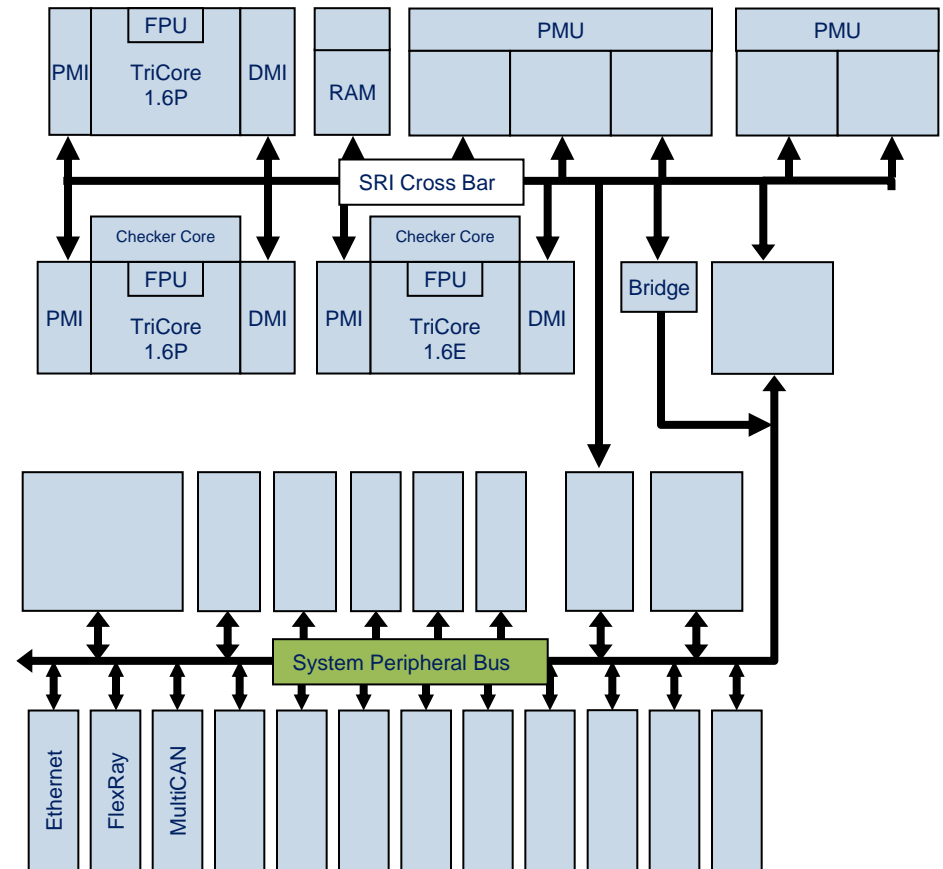 FPU
PMI
TriCore
1.6P
DMI
RAM
PMU
PMU
SRI Cross Bar
Checker Core
FPU
PMI
TriCore
1.6P
DMI
Checker Core
FPU
PMI
TriCore
1.6E
DMI
Bridge
System Peripheral Bus
Ethernet
FlexRay
MultiCAN